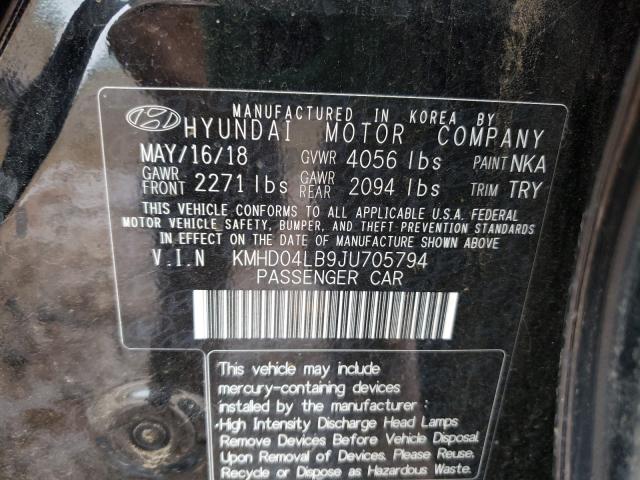 MANUFACTURED IN KOREA BY
HYUNDAI MOTOR COMPANY
MAY/16/18 GVWR 4056 lbs PAINT NKA
GAWR FRONT 2271 lbs GAWR REAR 2094 lbs TRIM TRY
THIS VEHICLE CONFORMS TO ALL APPLICABLE U.S.A. FEDERAL
MOTOR VEHICLE SAFETY, BUMPER, AND THEFT PREVENTION STANDARDS
IN EFFECT ON THE DATE OF MANUFACTURE SHOWN ABOVE
V.I.N KMHD04LB9JU705794
PASSENGER CAR
This vehicle may include
mercury-containing devices
installed by the manufacturer :
-High Intensity Discharge Head Lamps
Remove Devices Before Vehicle Disposal
Upon Removal of Devices Please Reuse,
Recycle or Dispose as Hazardous Waste.